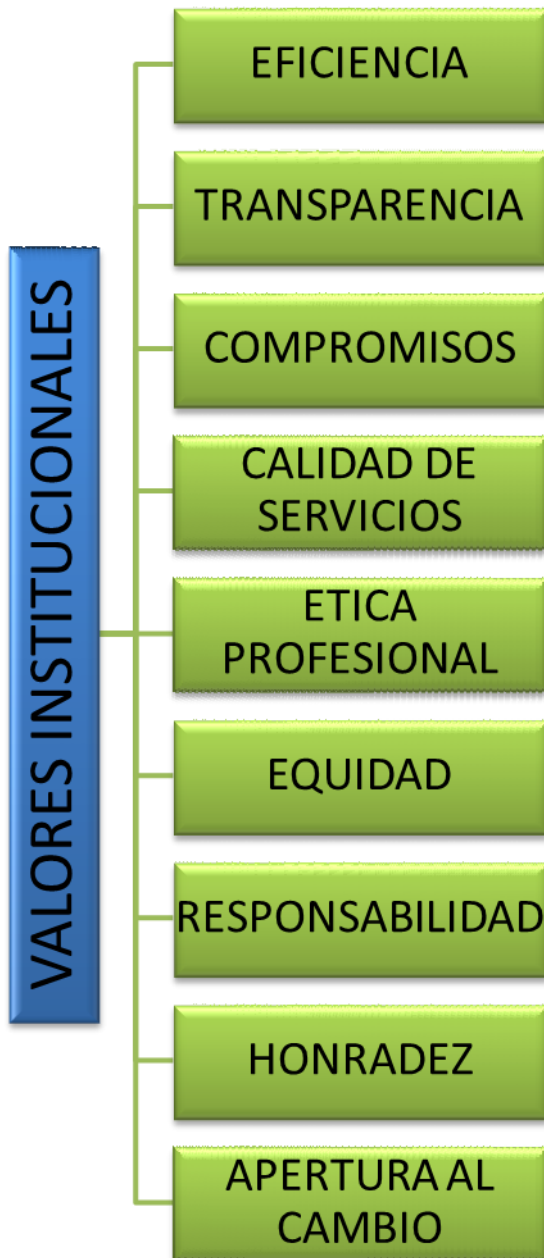 VALORES INSTITUCIONALES
EFICIENCIA
TRANSPARENCIA
COMPROMISOS
CALIDAD DE
SERVICIOS
ETICA
PROFESIONAL
EQUIDAD
RESPONSABILIDAD
HONRADEZ
APERTURA AL
CAMBIO